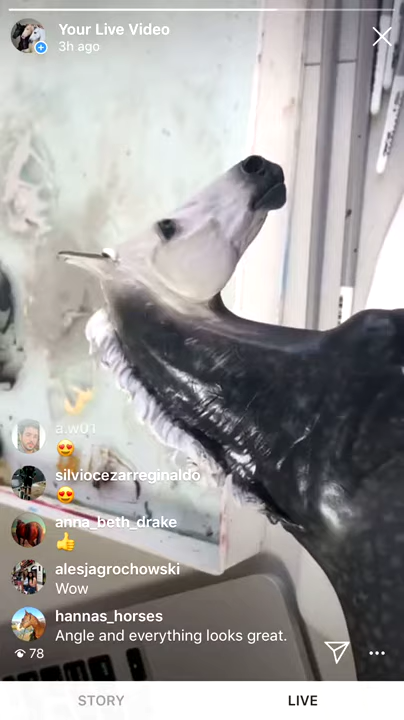 Your Live Video
3h ago
a.w01
silviocezarreginaldo
anna_beth_drake
alesjagrochowski
Wow
hannas_horses
Angle and everything looks great.
78
STORY
LIVE